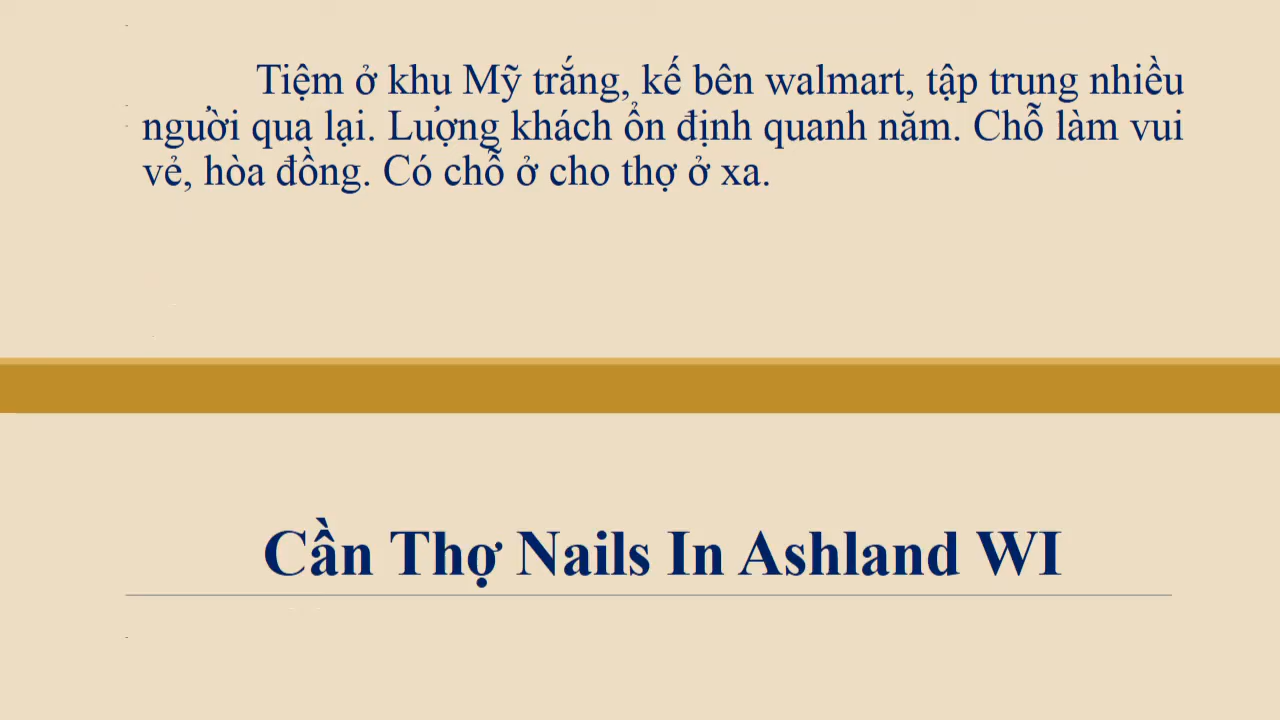 Tiệm ở khu Mỹ trắng, kế bên walmart, tập trung nhiều
người qua lại. Lượng khách ổn định quanh năm. Chỗ làm vui
vẻ, hòa đồng. Có chỗ ở cho thợ ở xa.
Cần Thợ Nails In Ashland WI